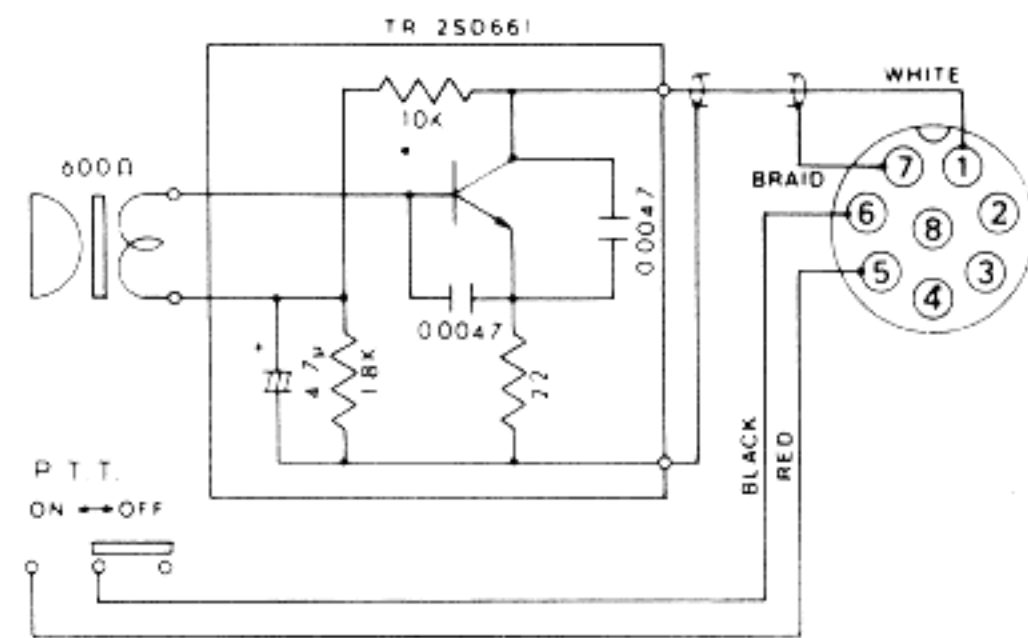 TR 2SD661
WHITE
10K
600Ω
BRAID
7
1
6
2
8
5
3
4
0.0047
0.0047
+
4.7μ
1.8K
22
BLACK
RED
P.T.T.
ON ↔ OFF